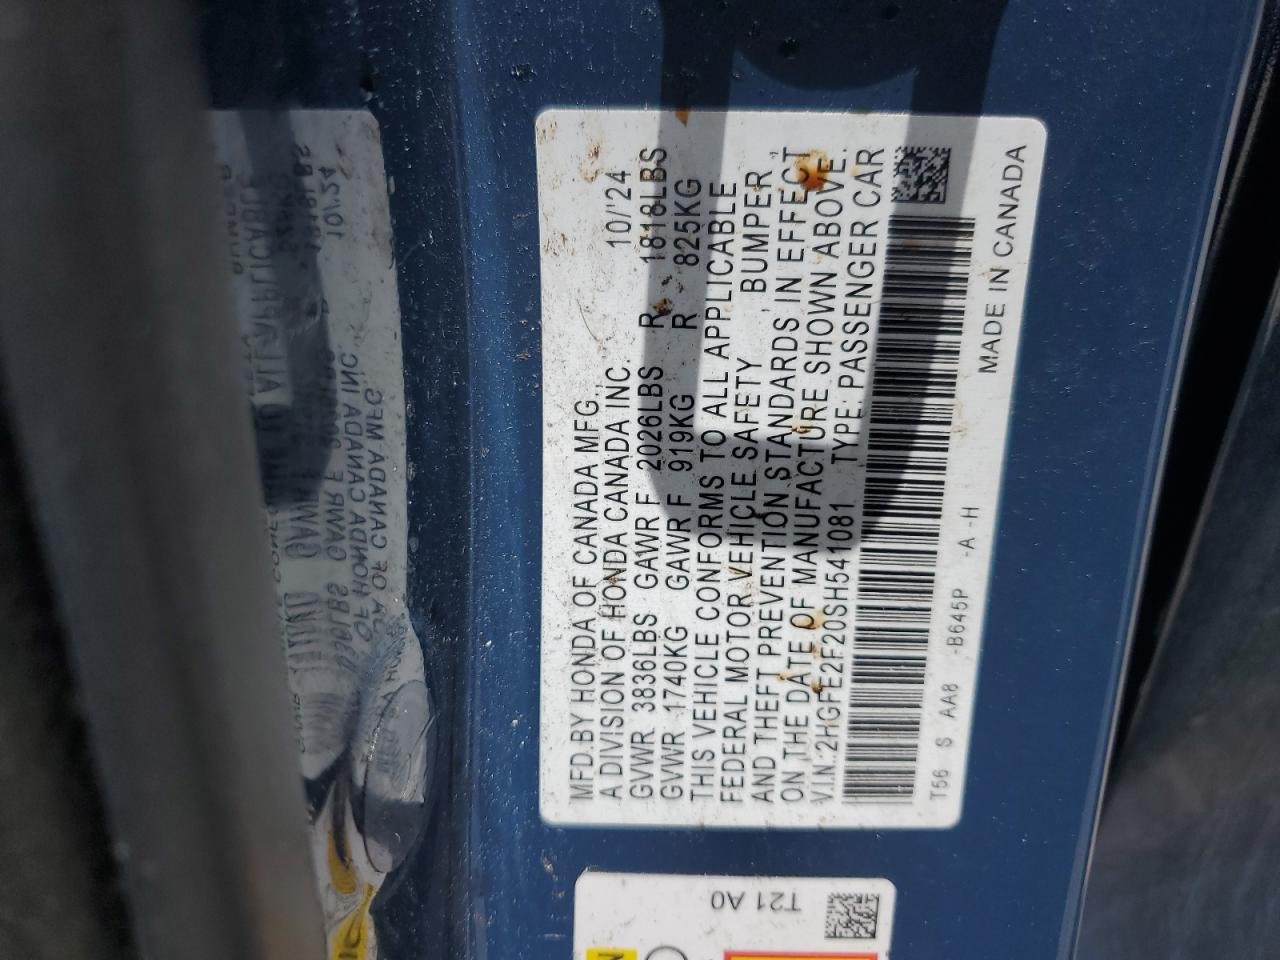 MFD.BY HONDA OF CANADA MFG., 10/'24
A DIVISION OF HONDA CANADA INC.
GVWR 3836LBS GAWR F 2026LBS R 1818LBS
GVWR 1740KG GAWR F 919KG R 825KG
THIS VEHICLE CONFORMS TO ALL APPLICABLE
FEDERAL MOTOR VEHICLE SAFETY BUMPER
AND THEFT PREVENTION STANDARDS IN EFFECT
ON THE DATE OF MANUFACTURE SHOWN ABOVE.
V.I.N.:2HGFE2F20SH541081 TYPE: PASSENGER CAR
T56 S AA8 -B645P -A-H
MADE IN CANADA
T21 A0